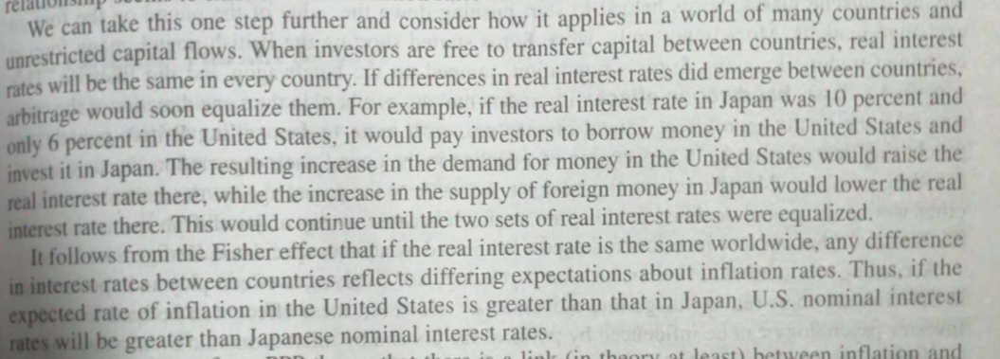 relationship
We can take this one step further and consider how it applies in a world of many countries and
unrestricted capital flows. When investors are free to transfer capital between countries, real interest
rates will be the same in every country. If differences in real interest rates did emerge between countries,
arbitrage would soon equalize them. For example, if the real interest rate in Japan was 10 percent and
only 6 percent in the United States, it would pay investors to borrow money in the United States and
invest it in Japan. The resulting increase in the demand for money in the United States would raise the
real interest rate there, while the increase in the supply of foreign money in Japan would lower the real
interest rate there. This would continue until the two sets of real interest rates were equalized.
It follows from the Fisher effect that if the real interest rate is the same worldwide, any difference
in interest rates between countries reflects differing expectations about inflation rates. Thus, if the
expected rate of inflation in the United States is greater than that in Japan, U.S. nominal interest
rates will be greater than Japanese nominal interest rates.
PPP that there is a link (in theory at least) between inflation and